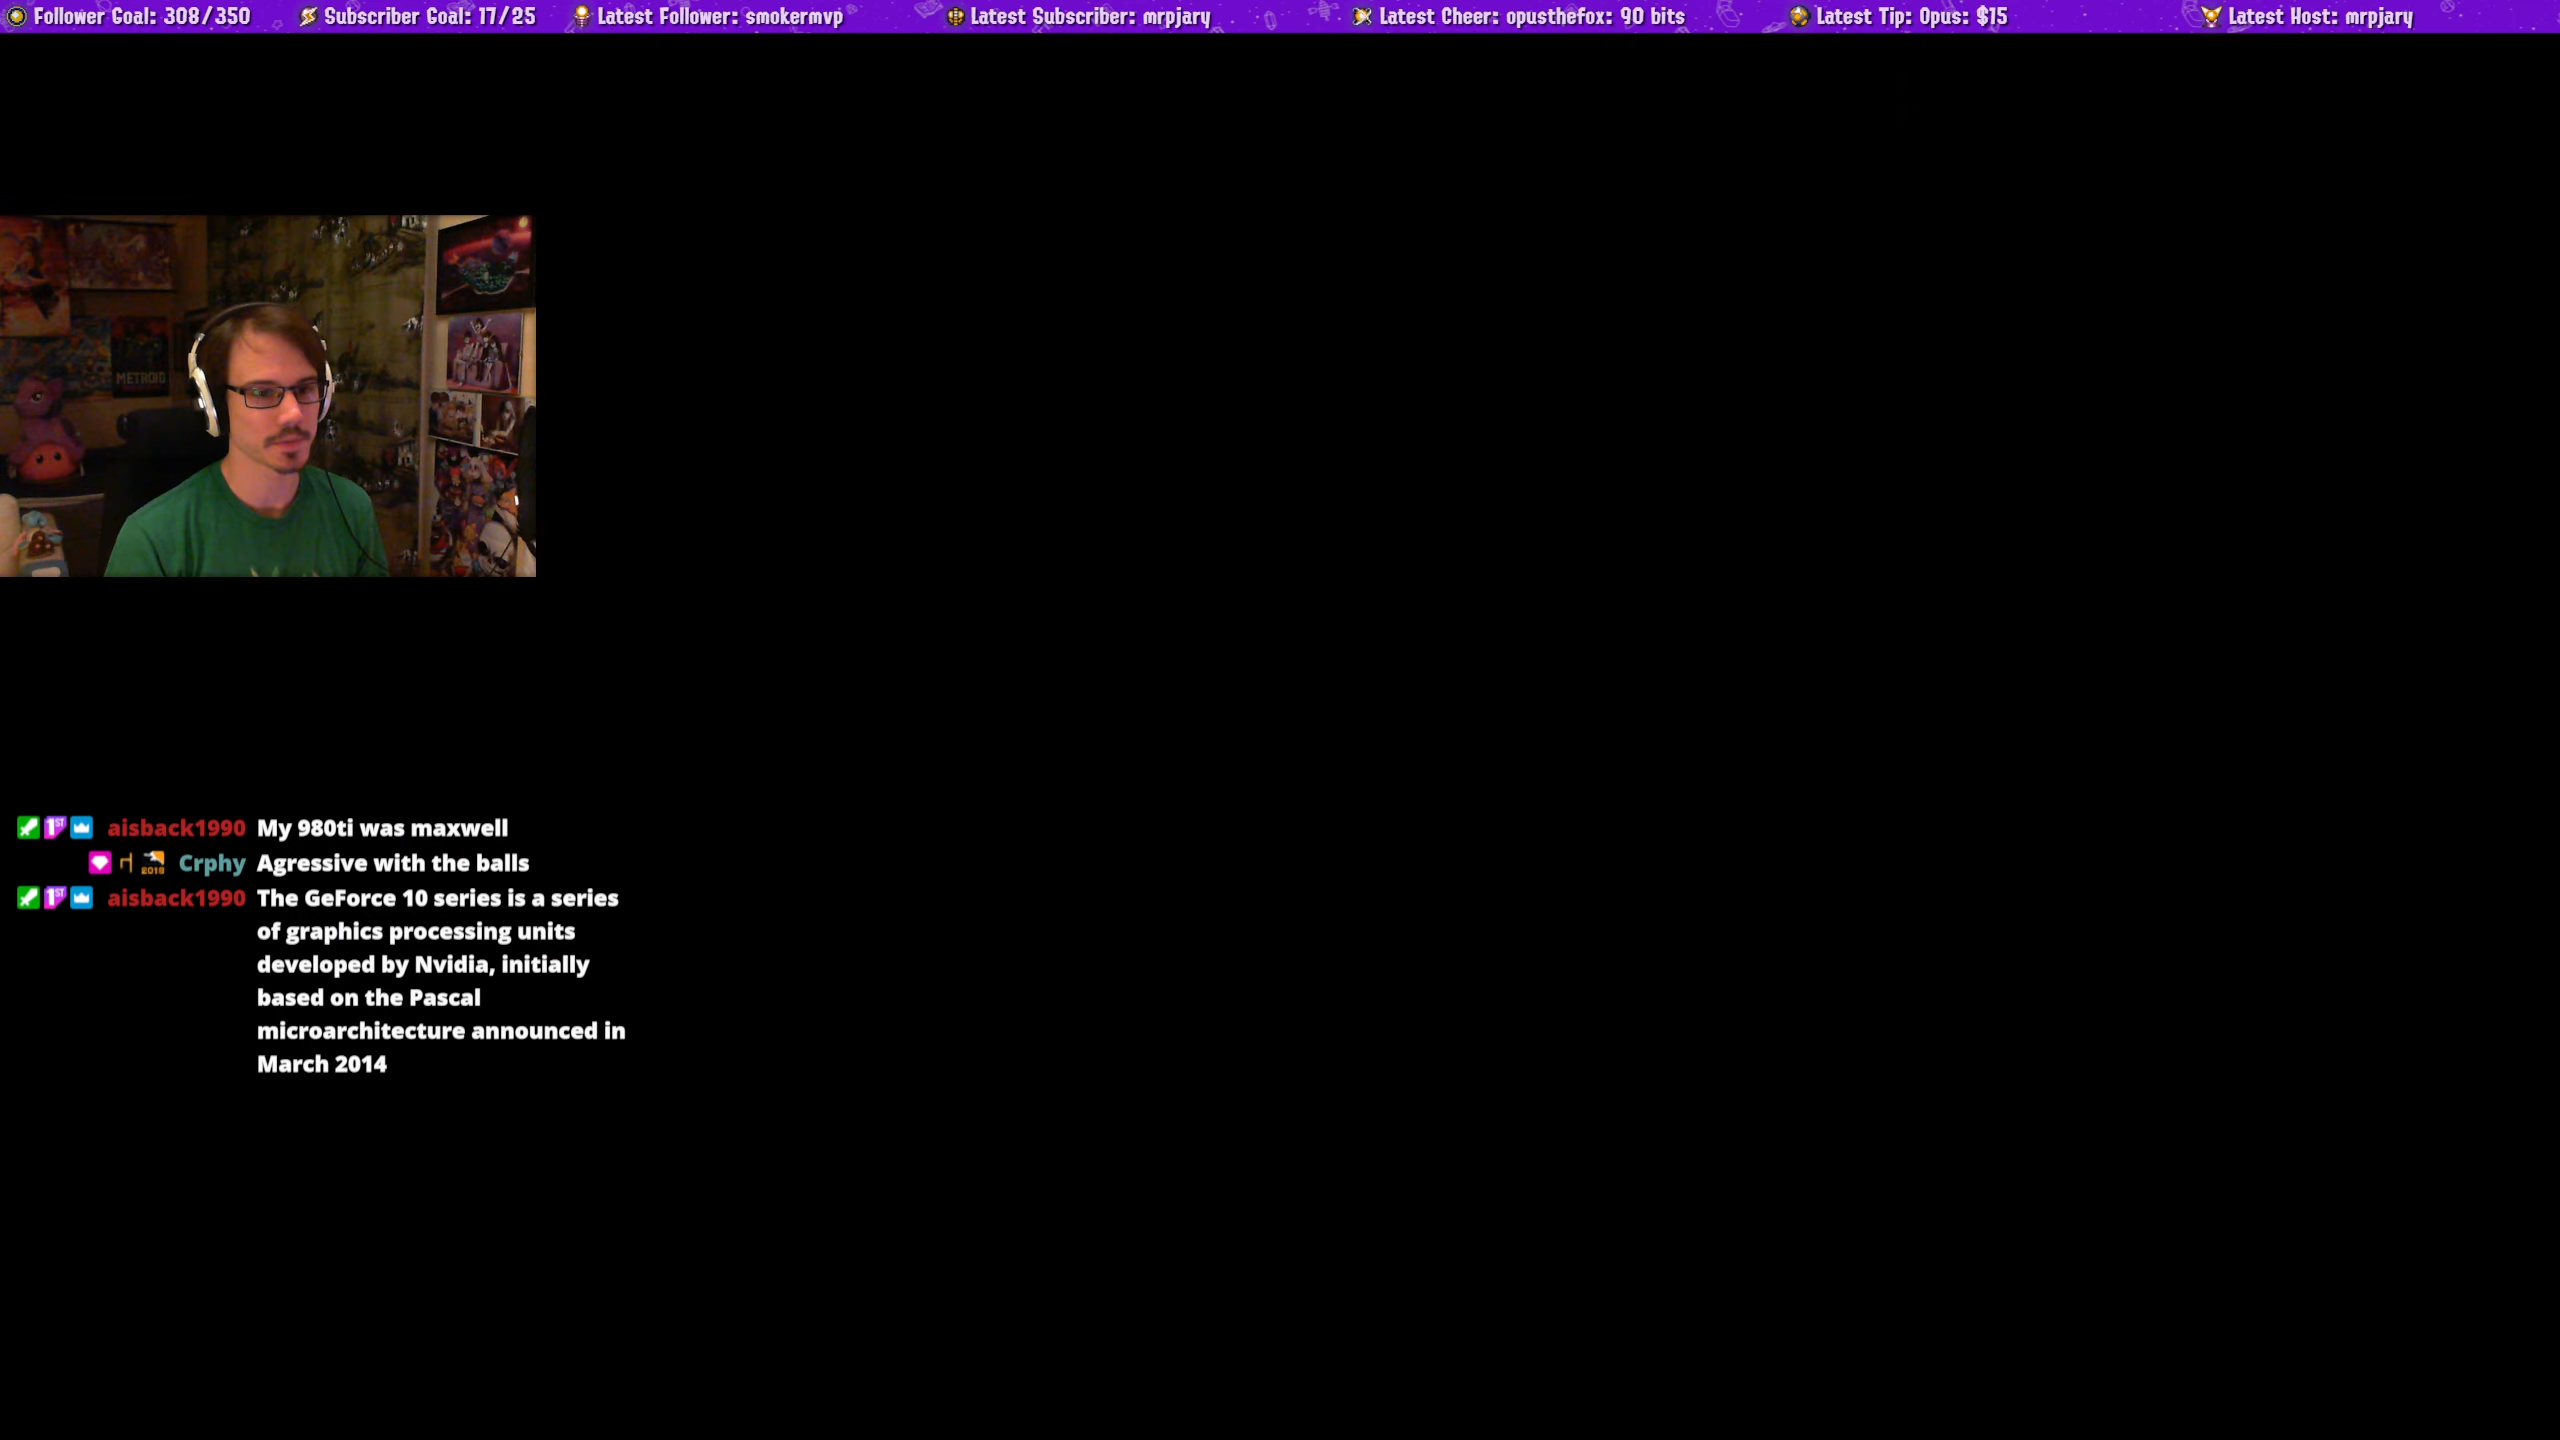 Follower Goal: 308/350 Subscriber Goal: 17/25 Latest Follower: smokermvp Latest Subscriber: mrpjary Latest Cheer: opusthefox: 90 bits Latest Tip: Opus: $15 Latest Host: mrpjary
METROID
aisback1990 My 980ti was maxwell
Crphy Agressive with the balls
aisback1990 The GeForce 10 series is a series
of graphics processing units
developed by Nvidia, initially
based on the Pascal
microarchitecture announced in
March 2014